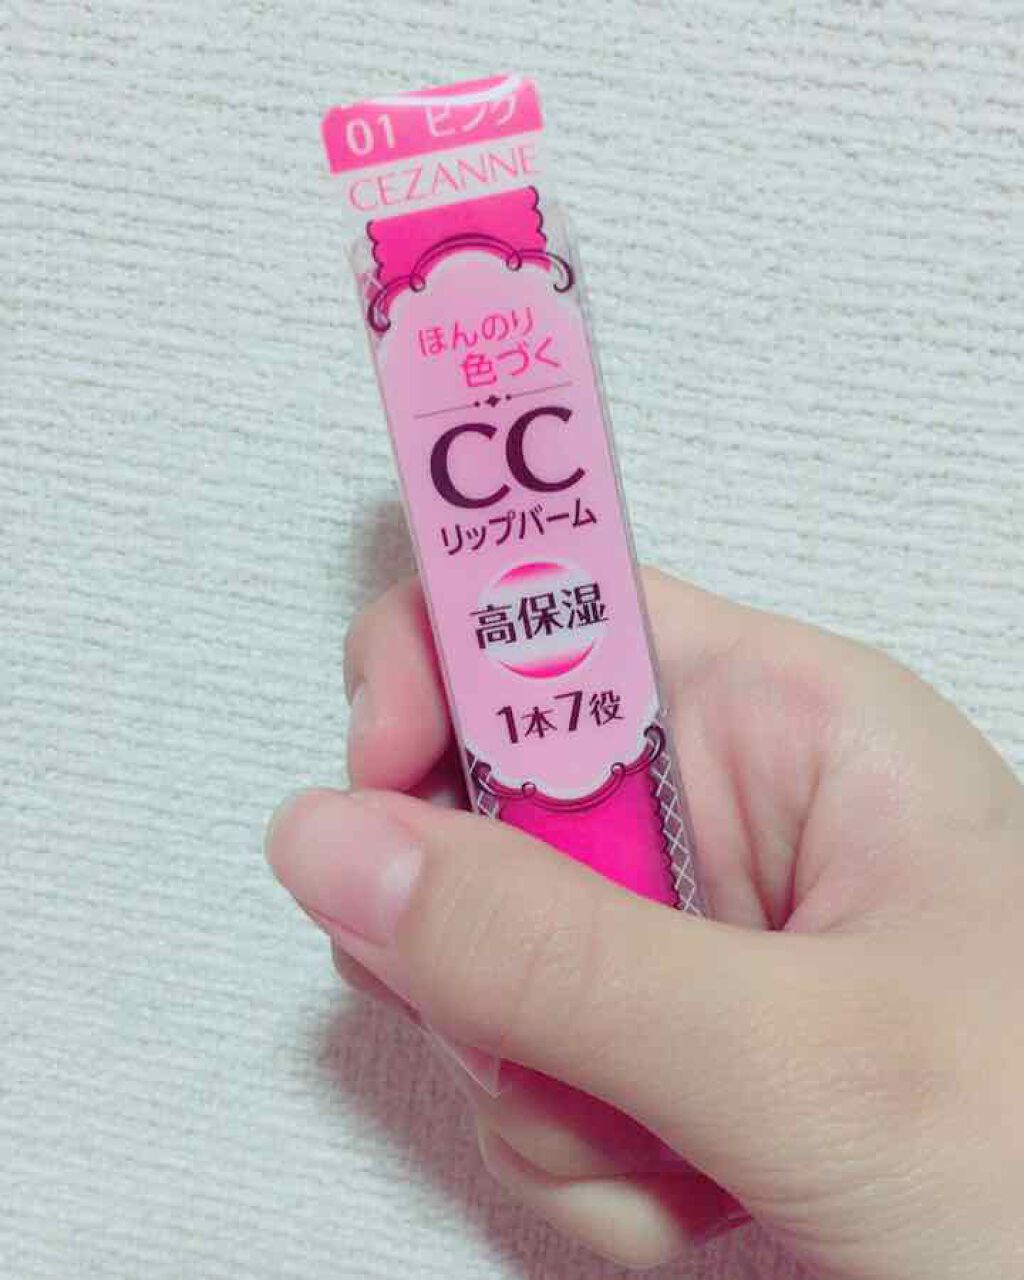 01 ピンク
CEZANNE
ほんのり
色づく
CC
リップバーム
高保湿
1本7役